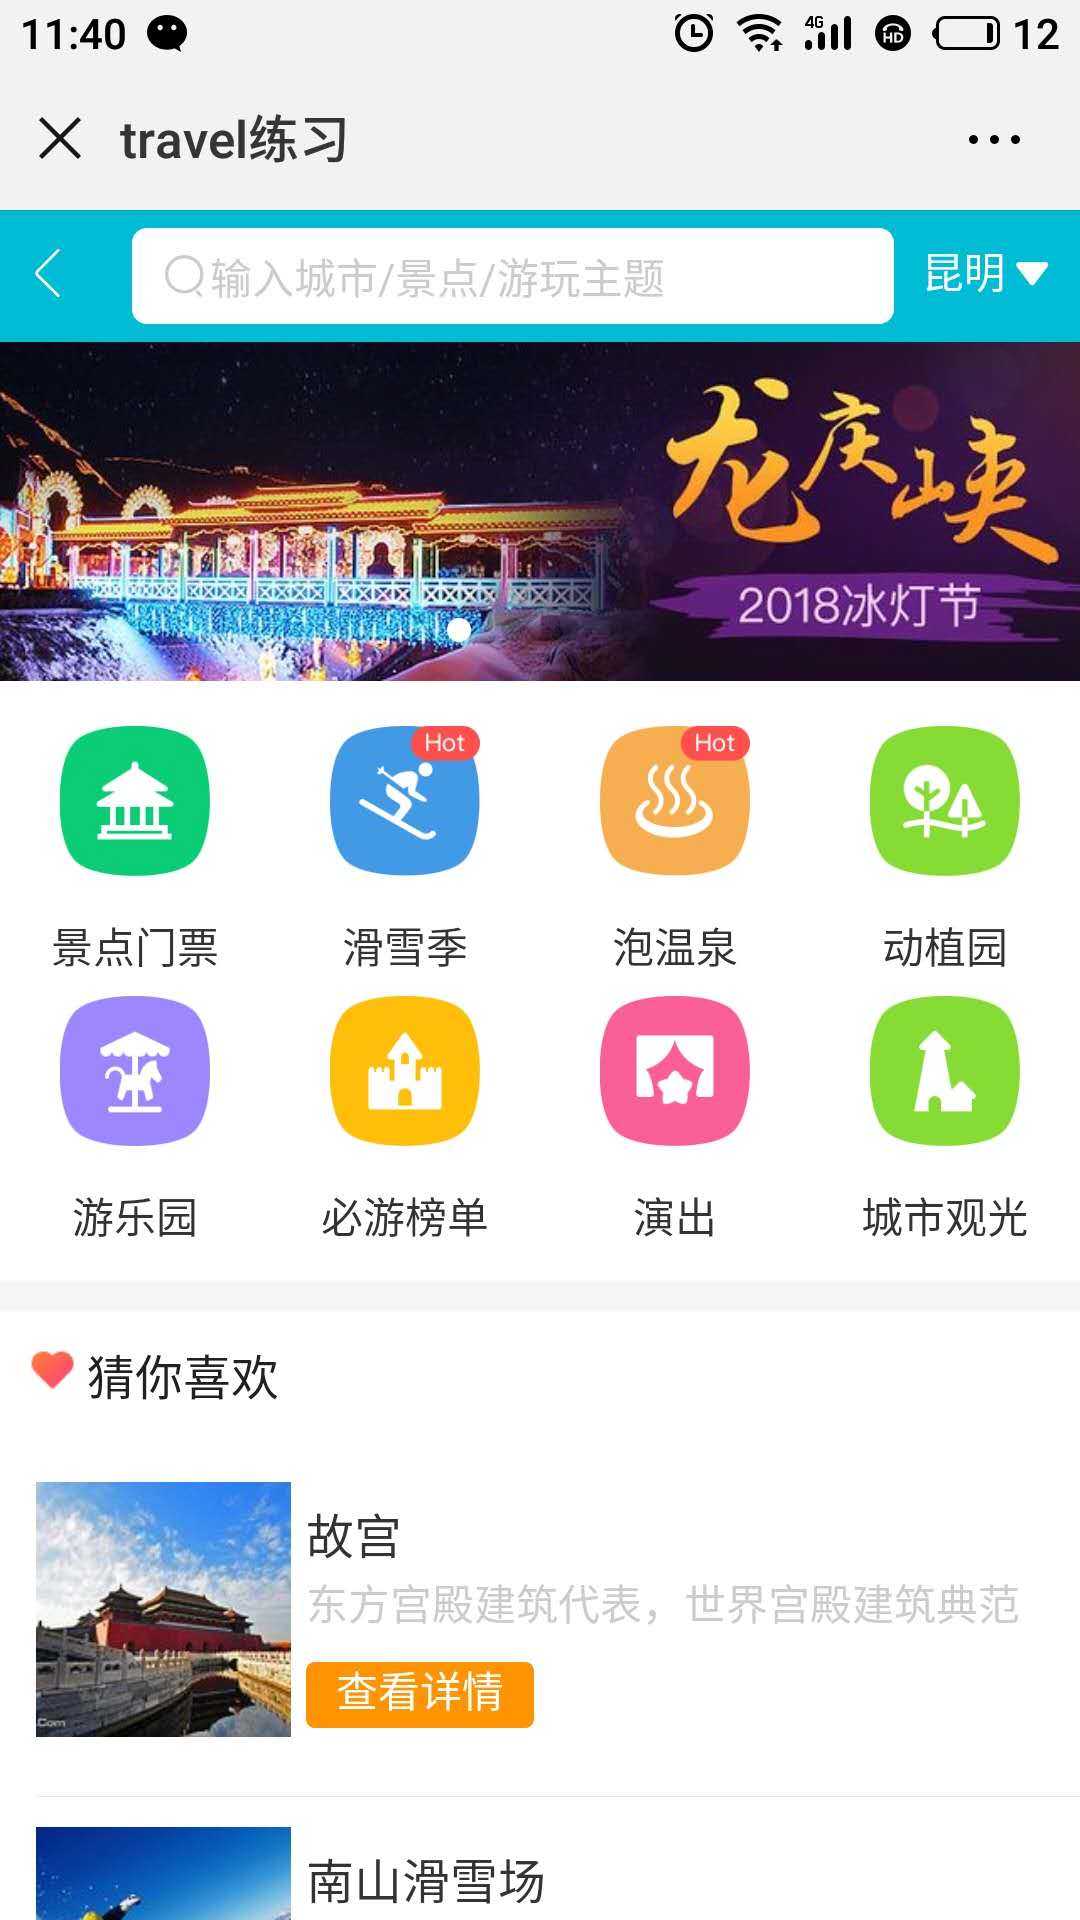 11:40 4G HD 12
travel练习
输入城市/景点/游玩主题 昆明
龙庆峡
2018冰灯节
Hot Hot
景点门票 滑雪季 泡温泉 动植园
游乐园 必游榜单 演出 城市观光
猜你喜欢
故宫
东方宫殿建筑代表，世界宫殿建筑典范
查看详情
.Com
南山滑雪场